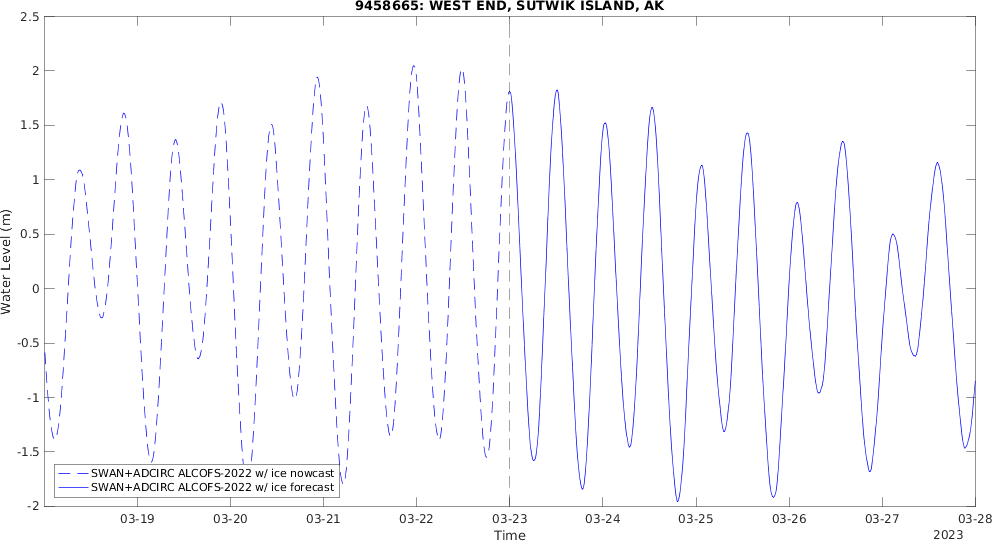 9458665: WEST END, SUTWIK ISLAND, AK
Water Level (m)
2.5
2
1.5
1
0.5
0
-0.5
-1
-1.5
-2
SWAN+ADCIRC ALCOFS-2022 w/ ice nowcast
SWAN+ADCIRC ALCOFS-2022 w/ ice forecast
03-19 03-20 03-21 03-22 03-23 03-24 03-25 03-26 03-27 03-28
Time
2023